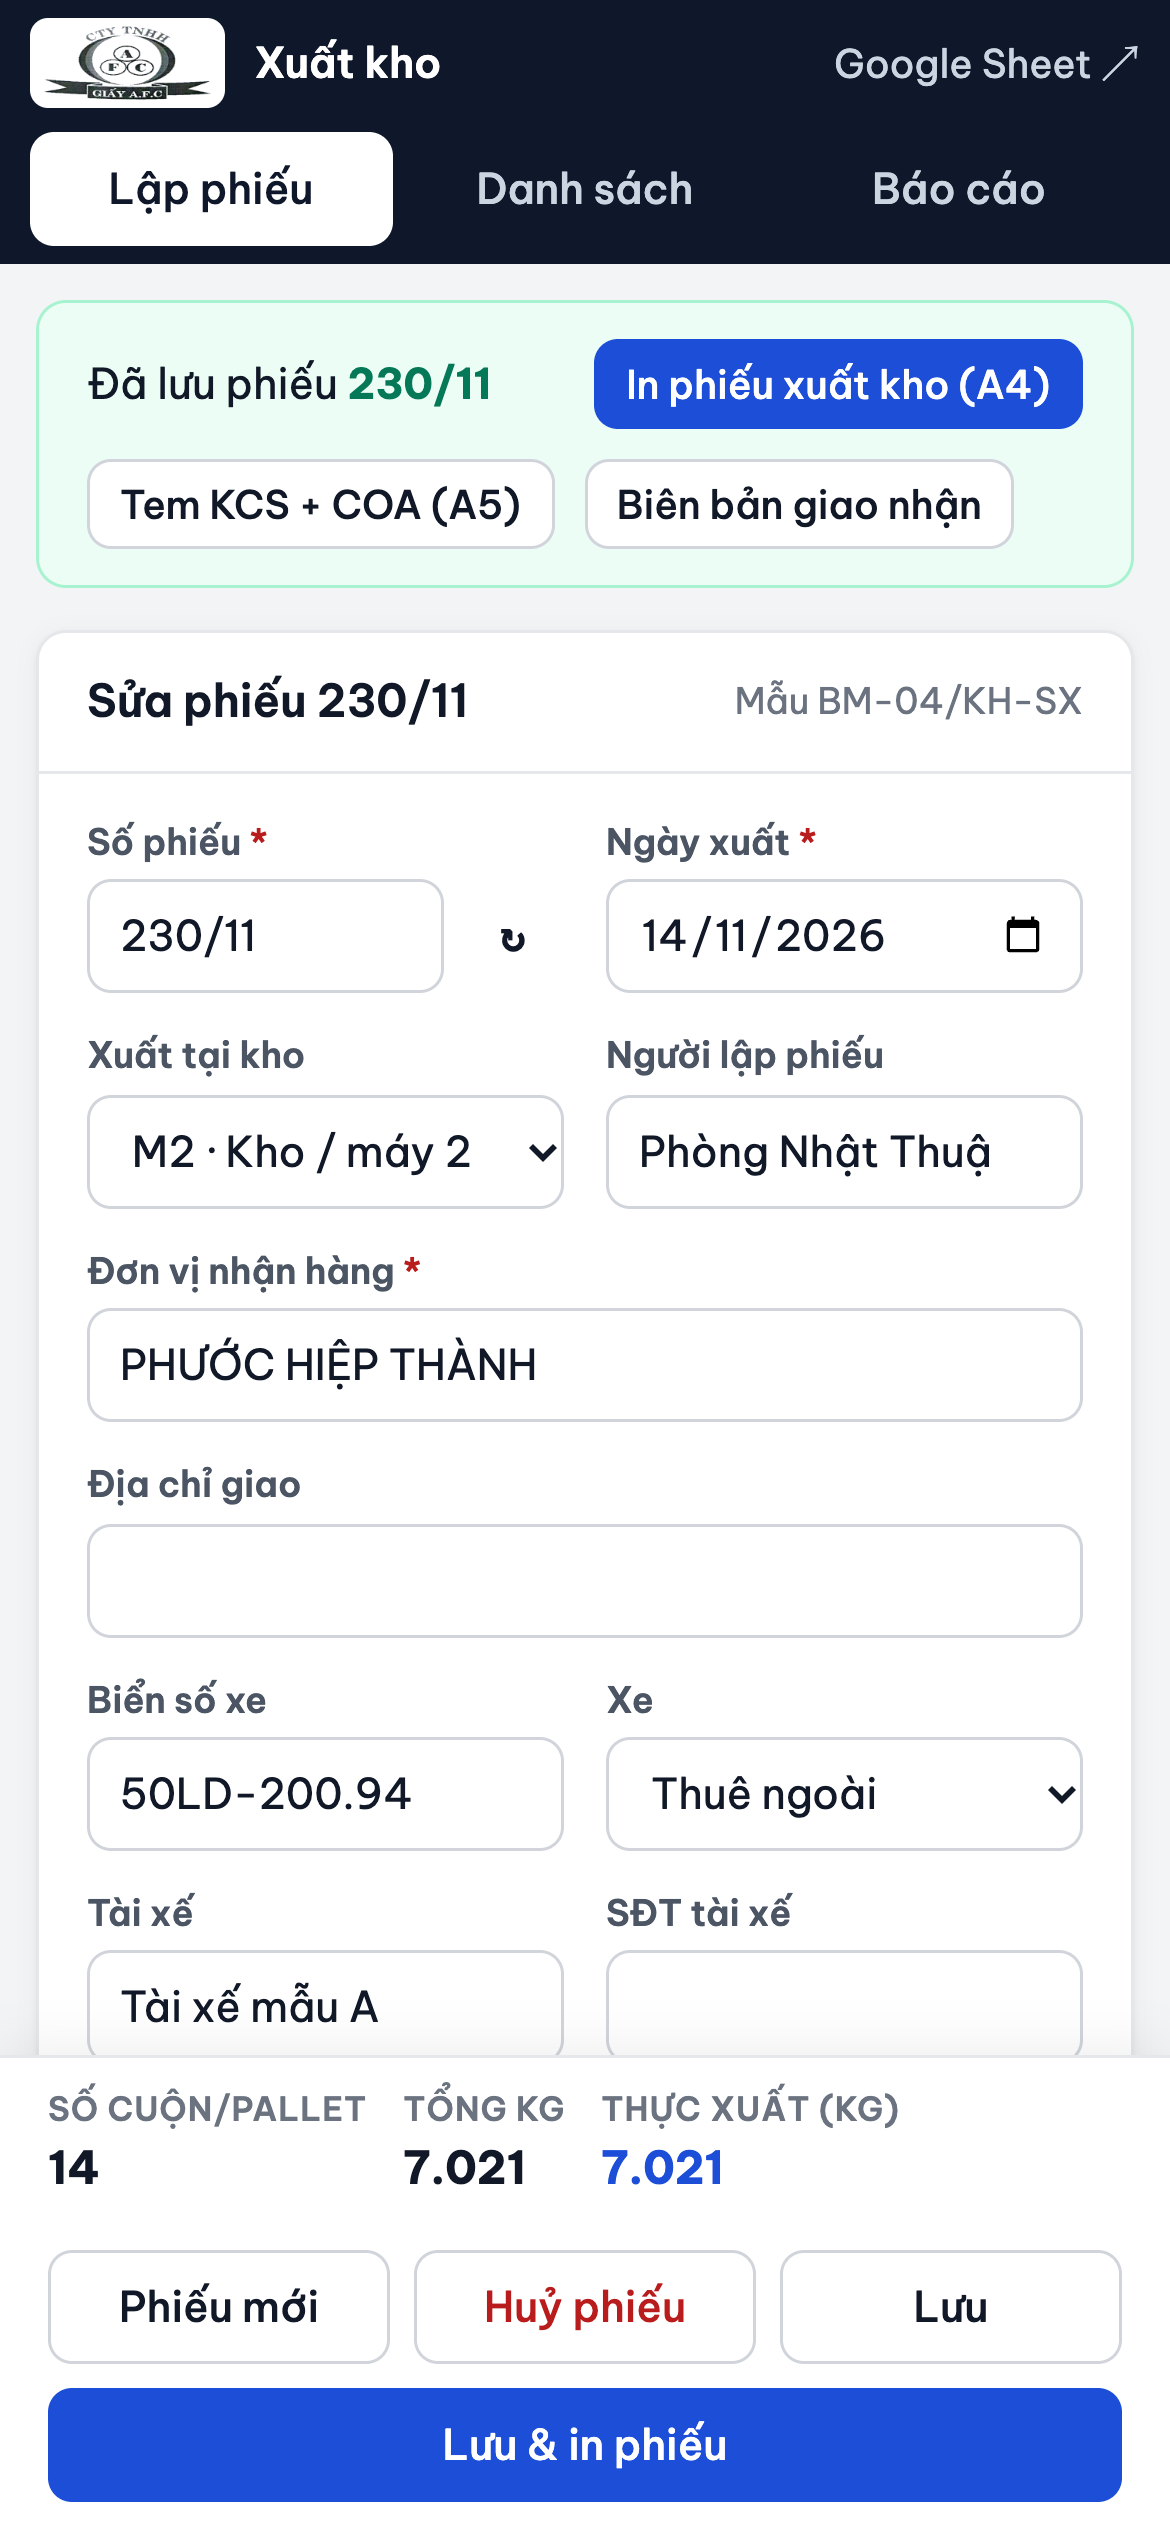 CTY TNHH
A
F C
GIẤY A.F.C
Xuất kho
Google Sheet ↗
Lập phiếu Danh sách Báo cáo
Đã lưu phiếu 230/11
In phiếu xuất kho (A4)
Tem KCS + COA (A5) Biên bản giao nhận
Sửa phiếu 230/11 Mẫu BM-04/KH-SX
Số phiếu * Ngày xuất *
230/11 ↻ 14/11/2026
Xuất tại kho Người lập phiếu
M2 · Kho / máy 2 Phòng Nhật Thuậ
Đơn vị nhận hàng *
PHƯỚC HIỆP THÀNH
Địa chỉ giao
Biển số xe Xe
50LD-200.94 Thuê ngoài
Tài xế SĐT tài xế
Tài xế mẫu A
SỐ CUỘN/PALLET TỔNG KG THỰC XUẤT (KG)
14 7.021 7.021
Phiếu mới Huỷ phiếu Lưu
Lưu & in phiếu